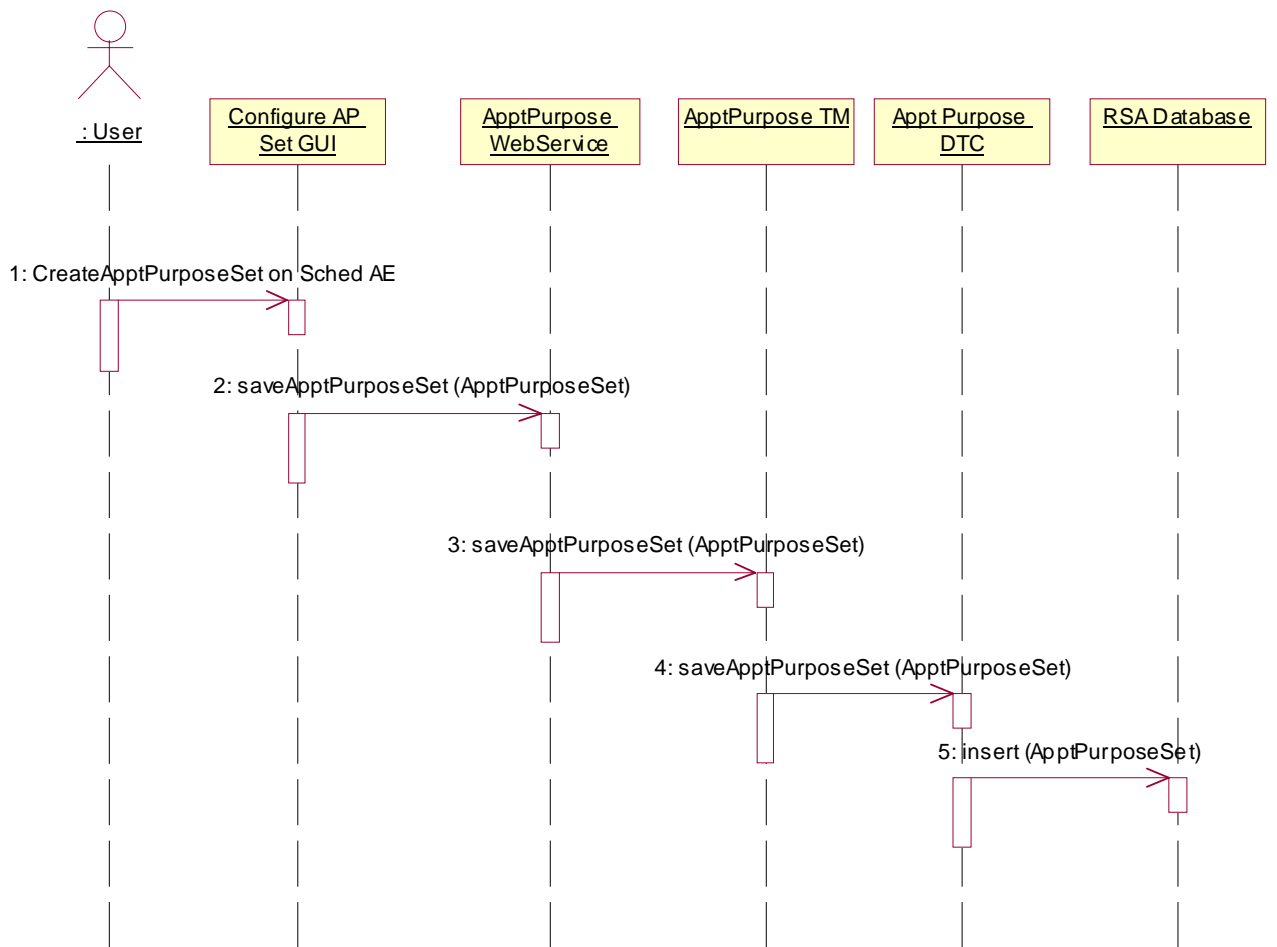 : User
Configure AP
Set GUI
ApptPurpose
WebService
ApptPurpose TM
Appt Purpose
DTC
RSA Database
1: CreateApptPurposeSet on Sched AE
2: saveApptPurposeSet (ApptPurposeSet)
3: saveApptPurposeSet (ApptPurposeSet)
4: saveApptPurposeSet (ApptPurposeSet)
5: insert (ApptPurposeSet)